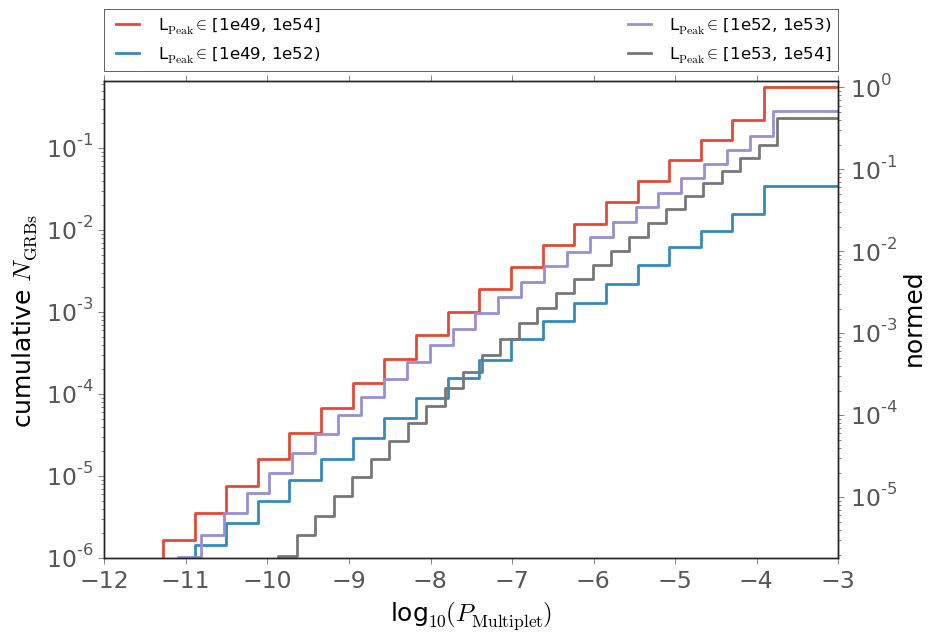 L_Peak ∈ [1e49, 1e54] L_Peak ∈ [1e52, 1e53)
L_Peak ∈ [1e49, 1e52) L_Peak ∈ [1e53, 1e54]
10^0
10^-1 10^-1
10^-2 10^-2
10^-3 10^-3
10^-4 10^-4
10^-5 10^-5
10^-6
cumulative N_GRBs
normed
−12 −11 −10 −9 −8 −7 −6 −5 −4 −3
log_10(P_Multiplet)